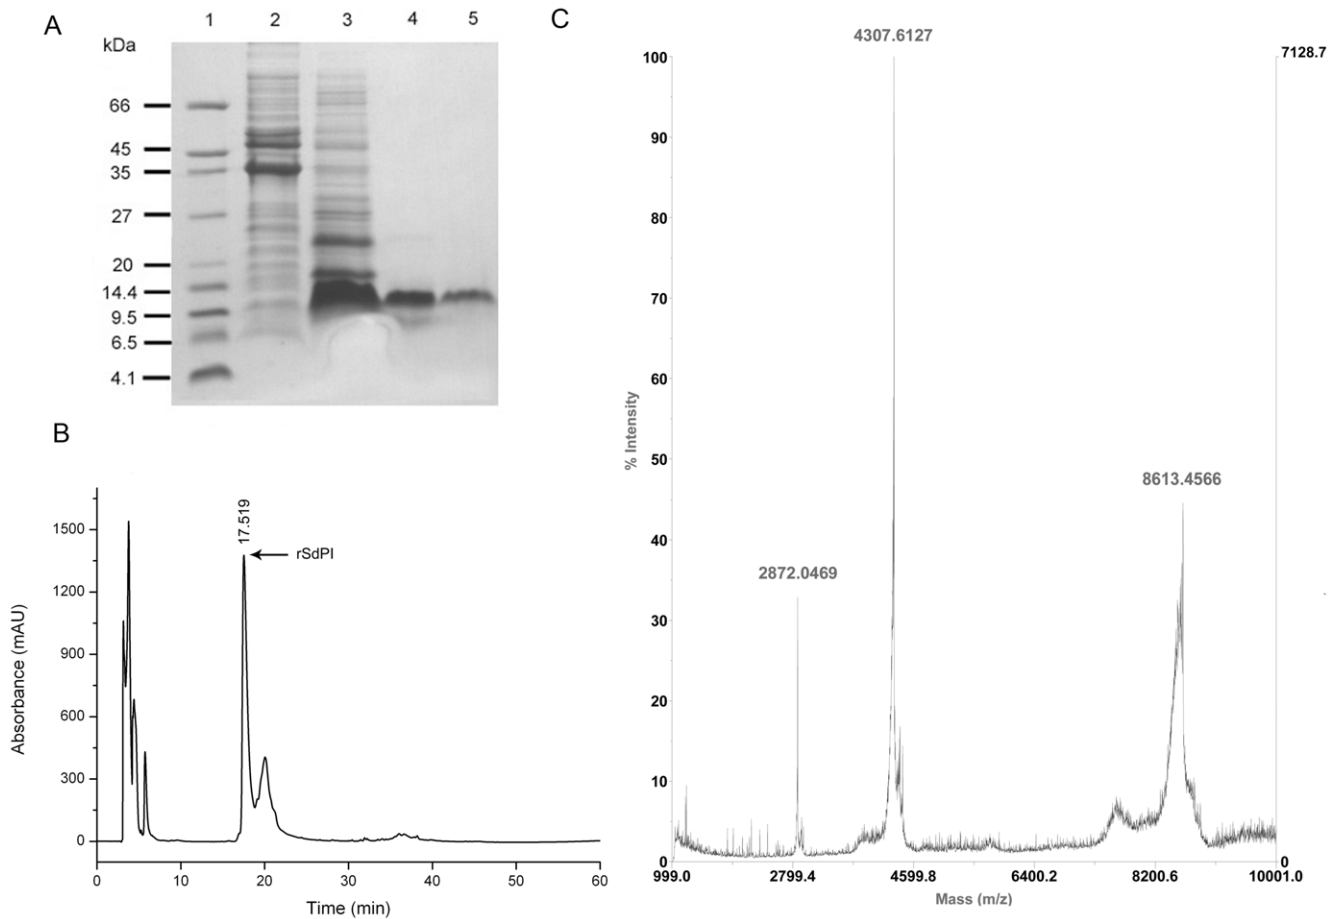 A
1 2 3 4 5
kDa
66
45
35
27
20
14.4
9.5
6.5
4.1
B
Absorbance (mAU)
1500
1200
900
600
300
0
17.519
rSdPI
0 10 20 30 40 50 60
Time (min)
C
4307.6127
7128.7
100
90
80
70
60
50
40
30
20
10
0
% Intensity
8613.4566
2872.0469
0
999.0 2799.4 4599.8 6400.2 8200.6 10001.0
Mass (m/z)